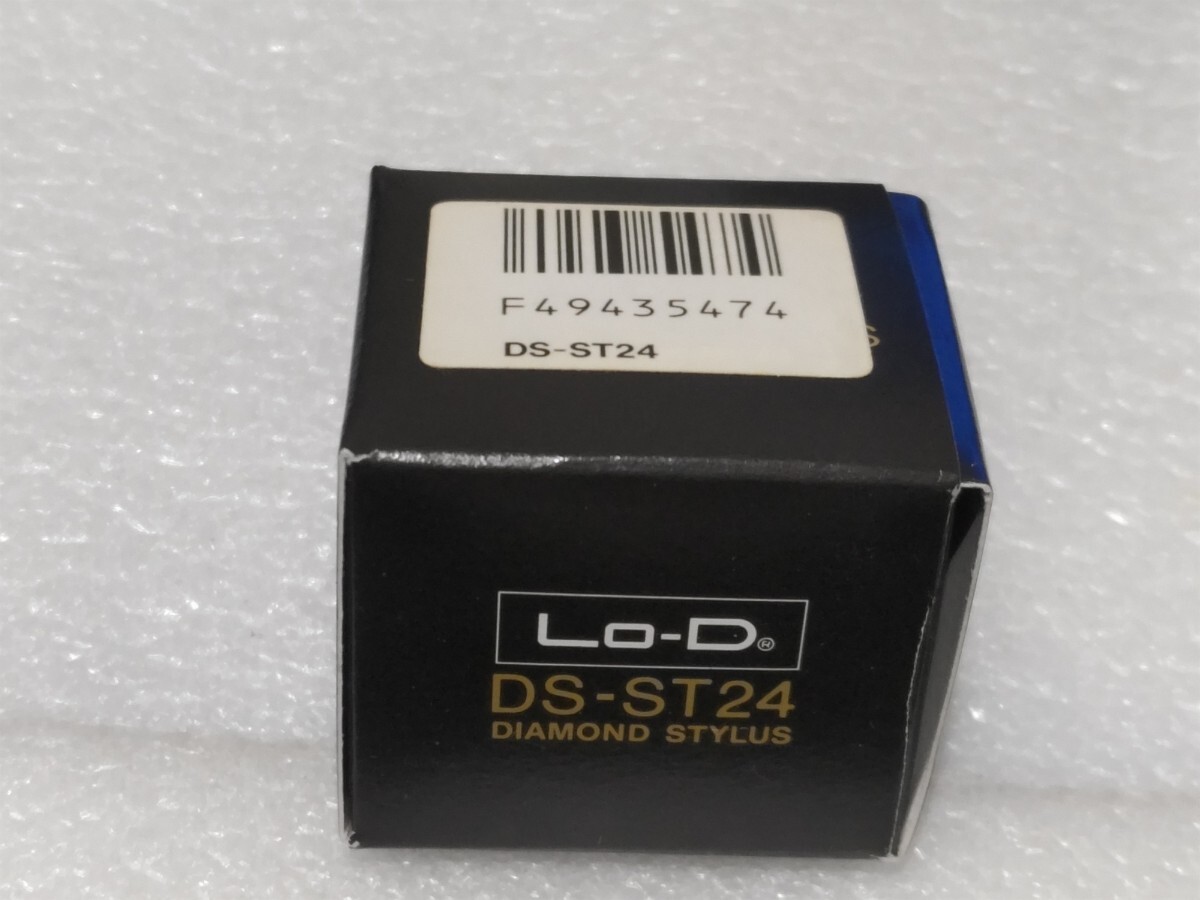 F49435474
DS-ST24
S
Lo-D®
DS-ST24
DIAMOND STYLUS